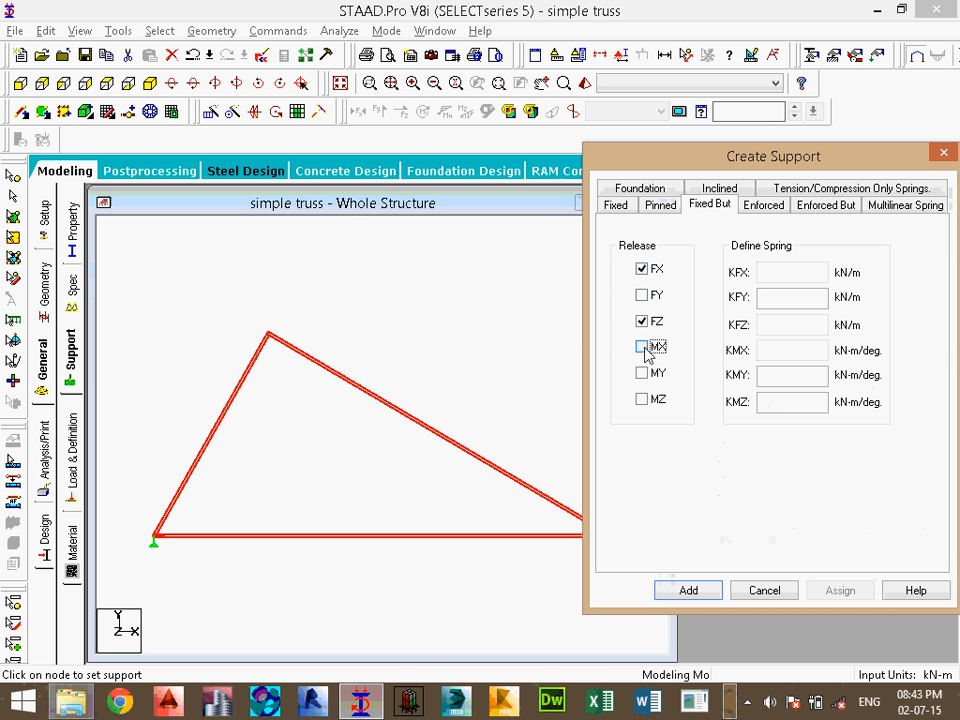 STAAD.Pro V8i (SELECTseries 5) - simple truss
File Edit View Tools Select Geometry Commands Analyze Mode Window Help
Modeling Postprocessing Steel Design Concrete Design Foundation Design RAM Con
simple truss - Whole Structure
Setup
Geometry
General
Analysis/Print
Design
Property
Spec
Support
Load & Definition
Material
Y
Z X
Create Support
Foundation Inclined Tension/Compression Only Springs.
Fixed Pinned Fixed But Enforced Enforced But Multilinear Spring
Release Define Spring
FX KFX: kN/m
FY KFY: kN/m
FZ KFZ: kN/m
MX KMX: kN-m/deg.
MY KMY: kN-m/deg.
MZ KMZ: kN-m/deg.
Add Cancel Assign Help
Click on node to set support Modeling Mo Input Units: kN-m
Dw ENG 08:43 PM
02-07-15